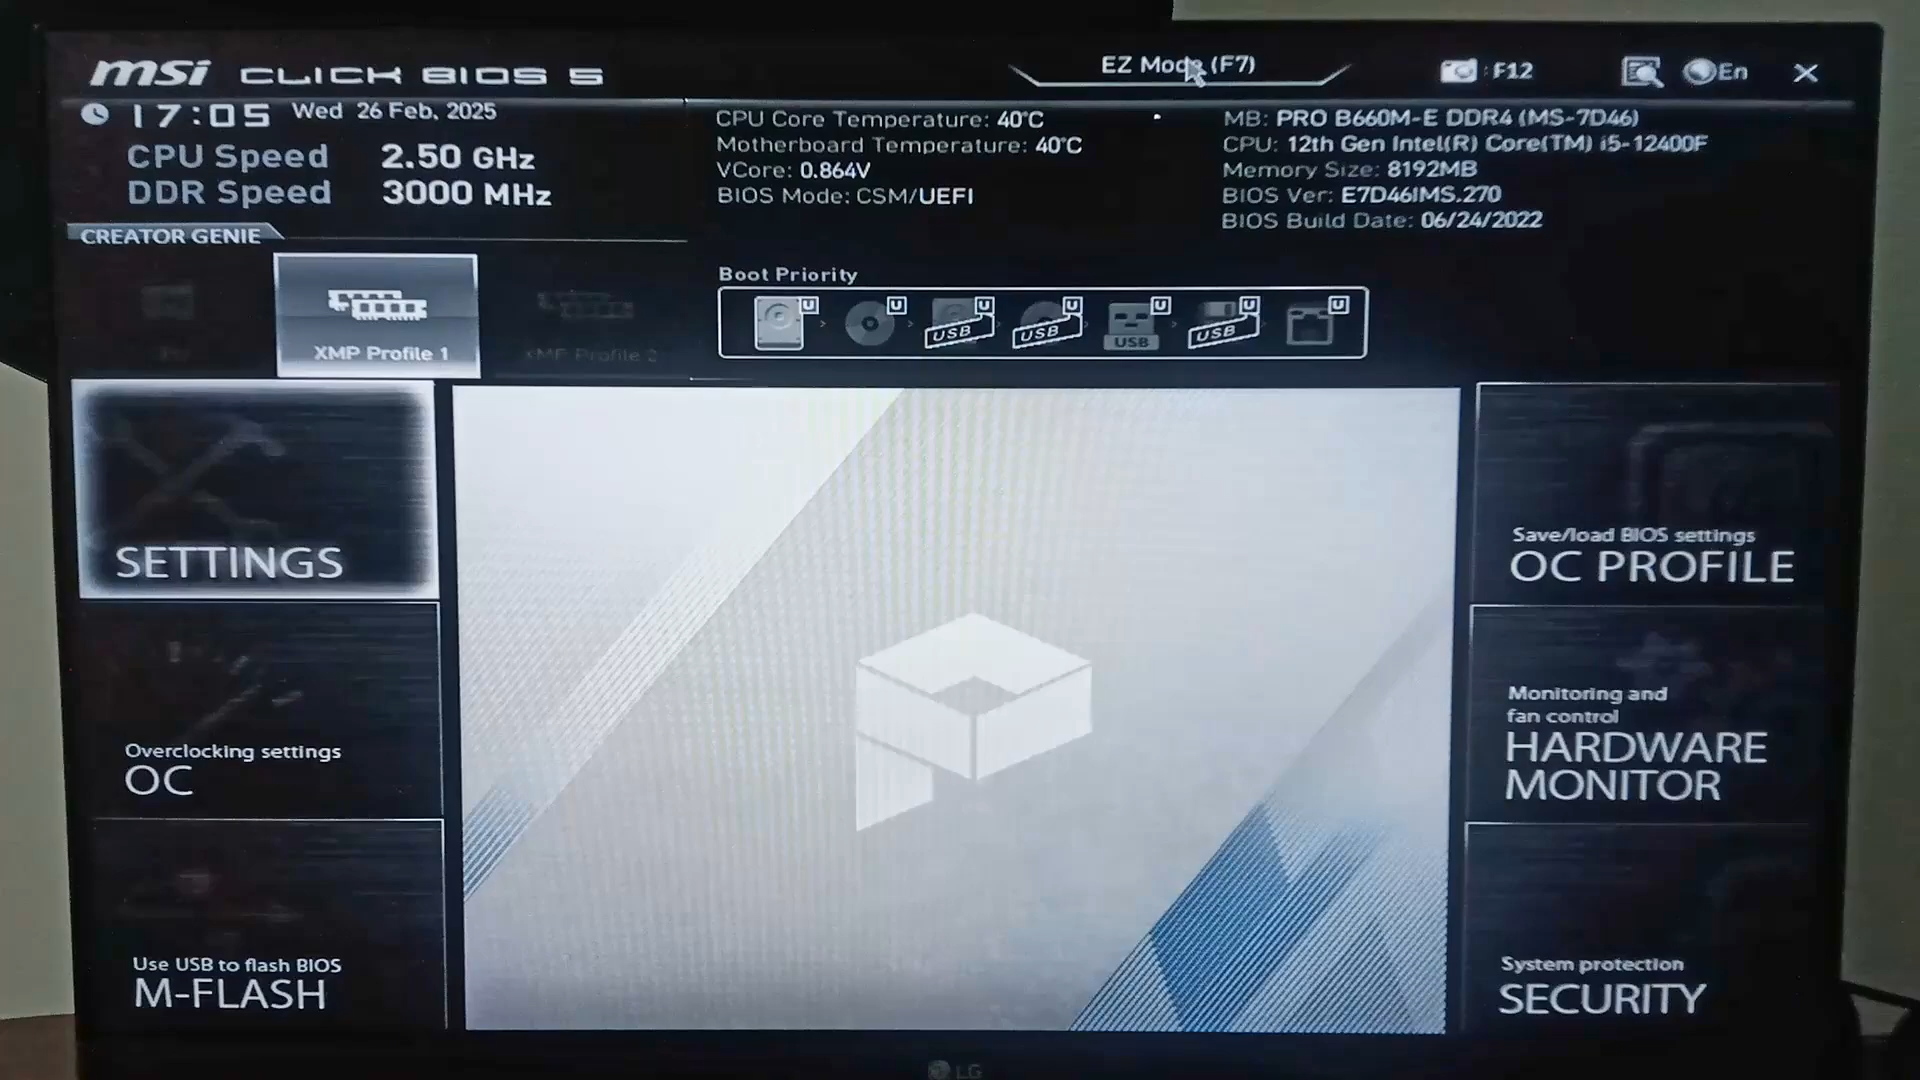 msi CLICK BIOS 5
EZ Mode (F7)
F12
En
17:05 Wed 26 Feb, 2025
CPU Speed 2.50 GHz
DDR Speed 3000 MHz
CPU Core Temperature: 40°C
Motherboard Temperature: 40°C
VCore: 0.864V
BIOS Mode: CSM/UEFI
MB: PRO B660M-E DDR4 (MS-7D46)
CPU: 12th Gen Intel(R) Core(TM) i5-12400F
Memory Size: 8192MB
BIOS Ver: E7D46IMS.270
BIOS Build Date: 06/24/2022
CREATOR GENIE
XMP Profile 1
XMP Profile 2
Boot Priority
U U U U U U U
USB USB USB USB
SETTINGS
Overclocking settings
OC
Use USB to flash BIOS
M-FLASH
Save/load BIOS settings
OC PROFILE
Monitoring and
fan control
HARDWARE
MONITOR
System protection
SECURITY
LG